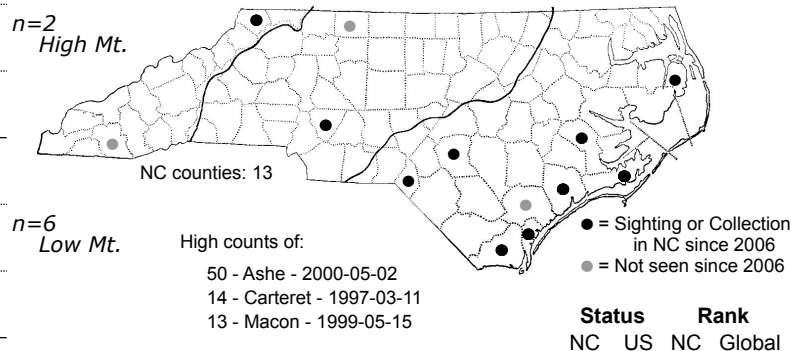 n=2
High Mt.
NC counties: 13
n=6
Low Mt.
High counts of:
50 - Ashe - 2000-05-02
14 - Carteret - 1997-03-11
13 - Macon - 1999-05-15
= Sighting or Collection
in NC since 2006
= Not seen since 2006
Status Rank
NC US NC Global